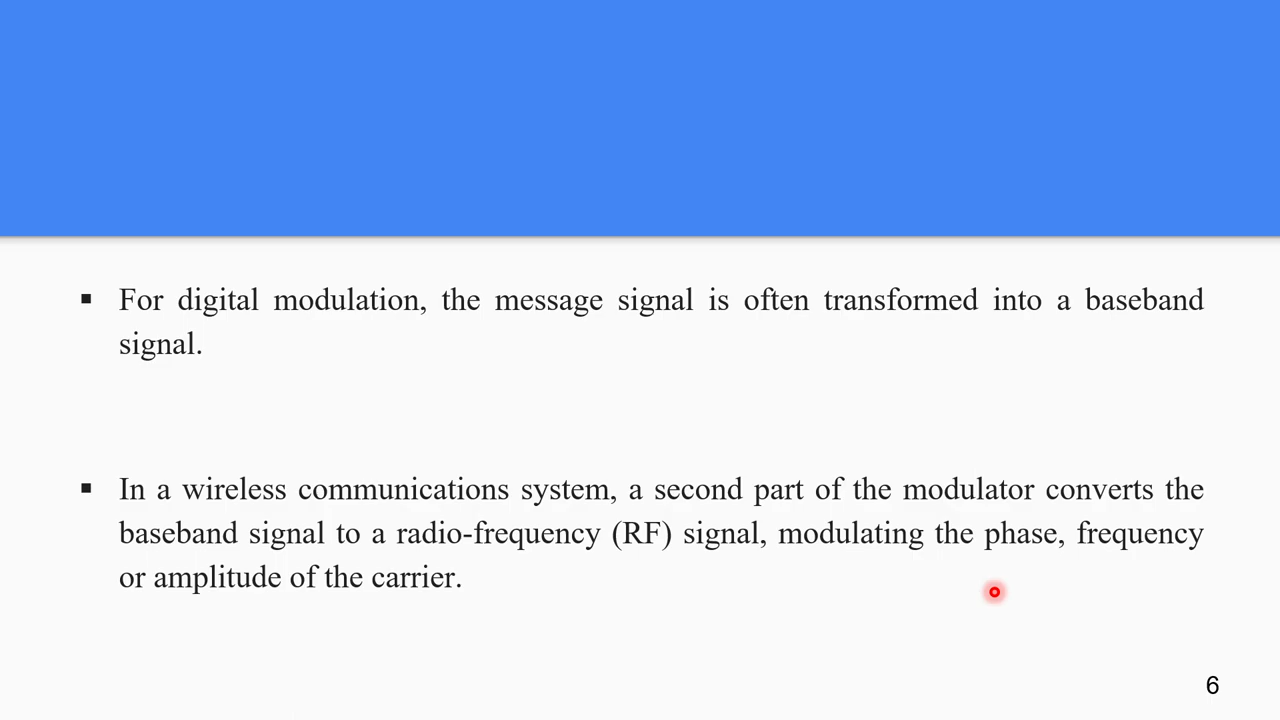 ▪ For digital modulation, the message signal is often transformed into a baseband
signal.
▪ In a wireless communications system, a second part of the modulator converts the
baseband signal to a radio-frequency (RF) signal, modulating the phase, frequency
or amplitude of the carrier.
6